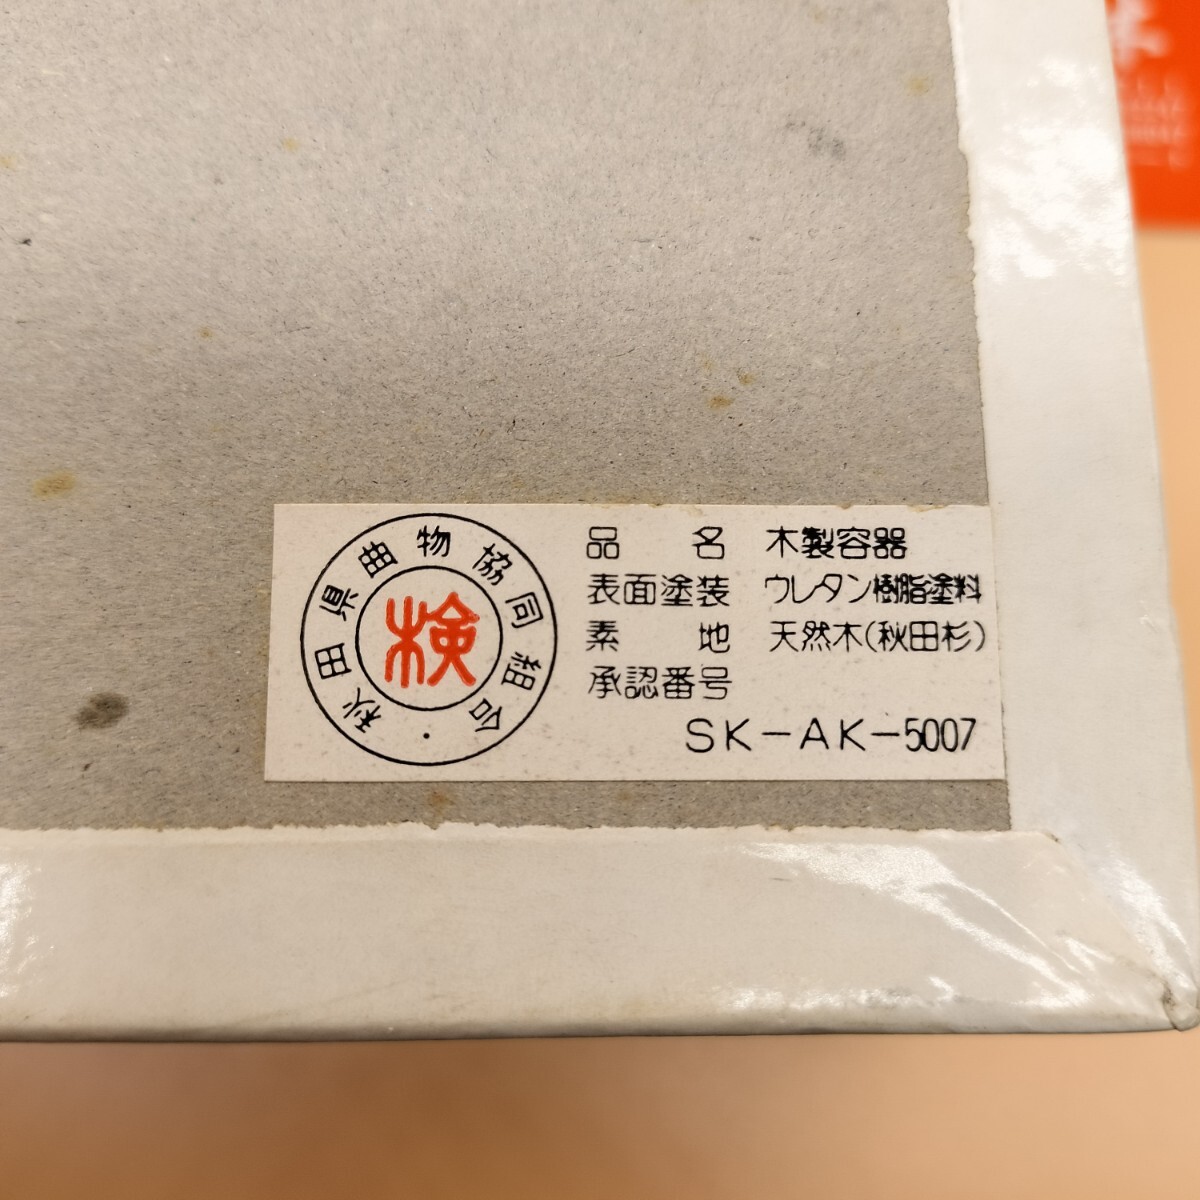 秋田県曲物協同組合
検
品名 木製容器
表面塗装 ウレタン樹脂塗料
素地 天然木(秋田杉)
承認番号
SK-AK-5007